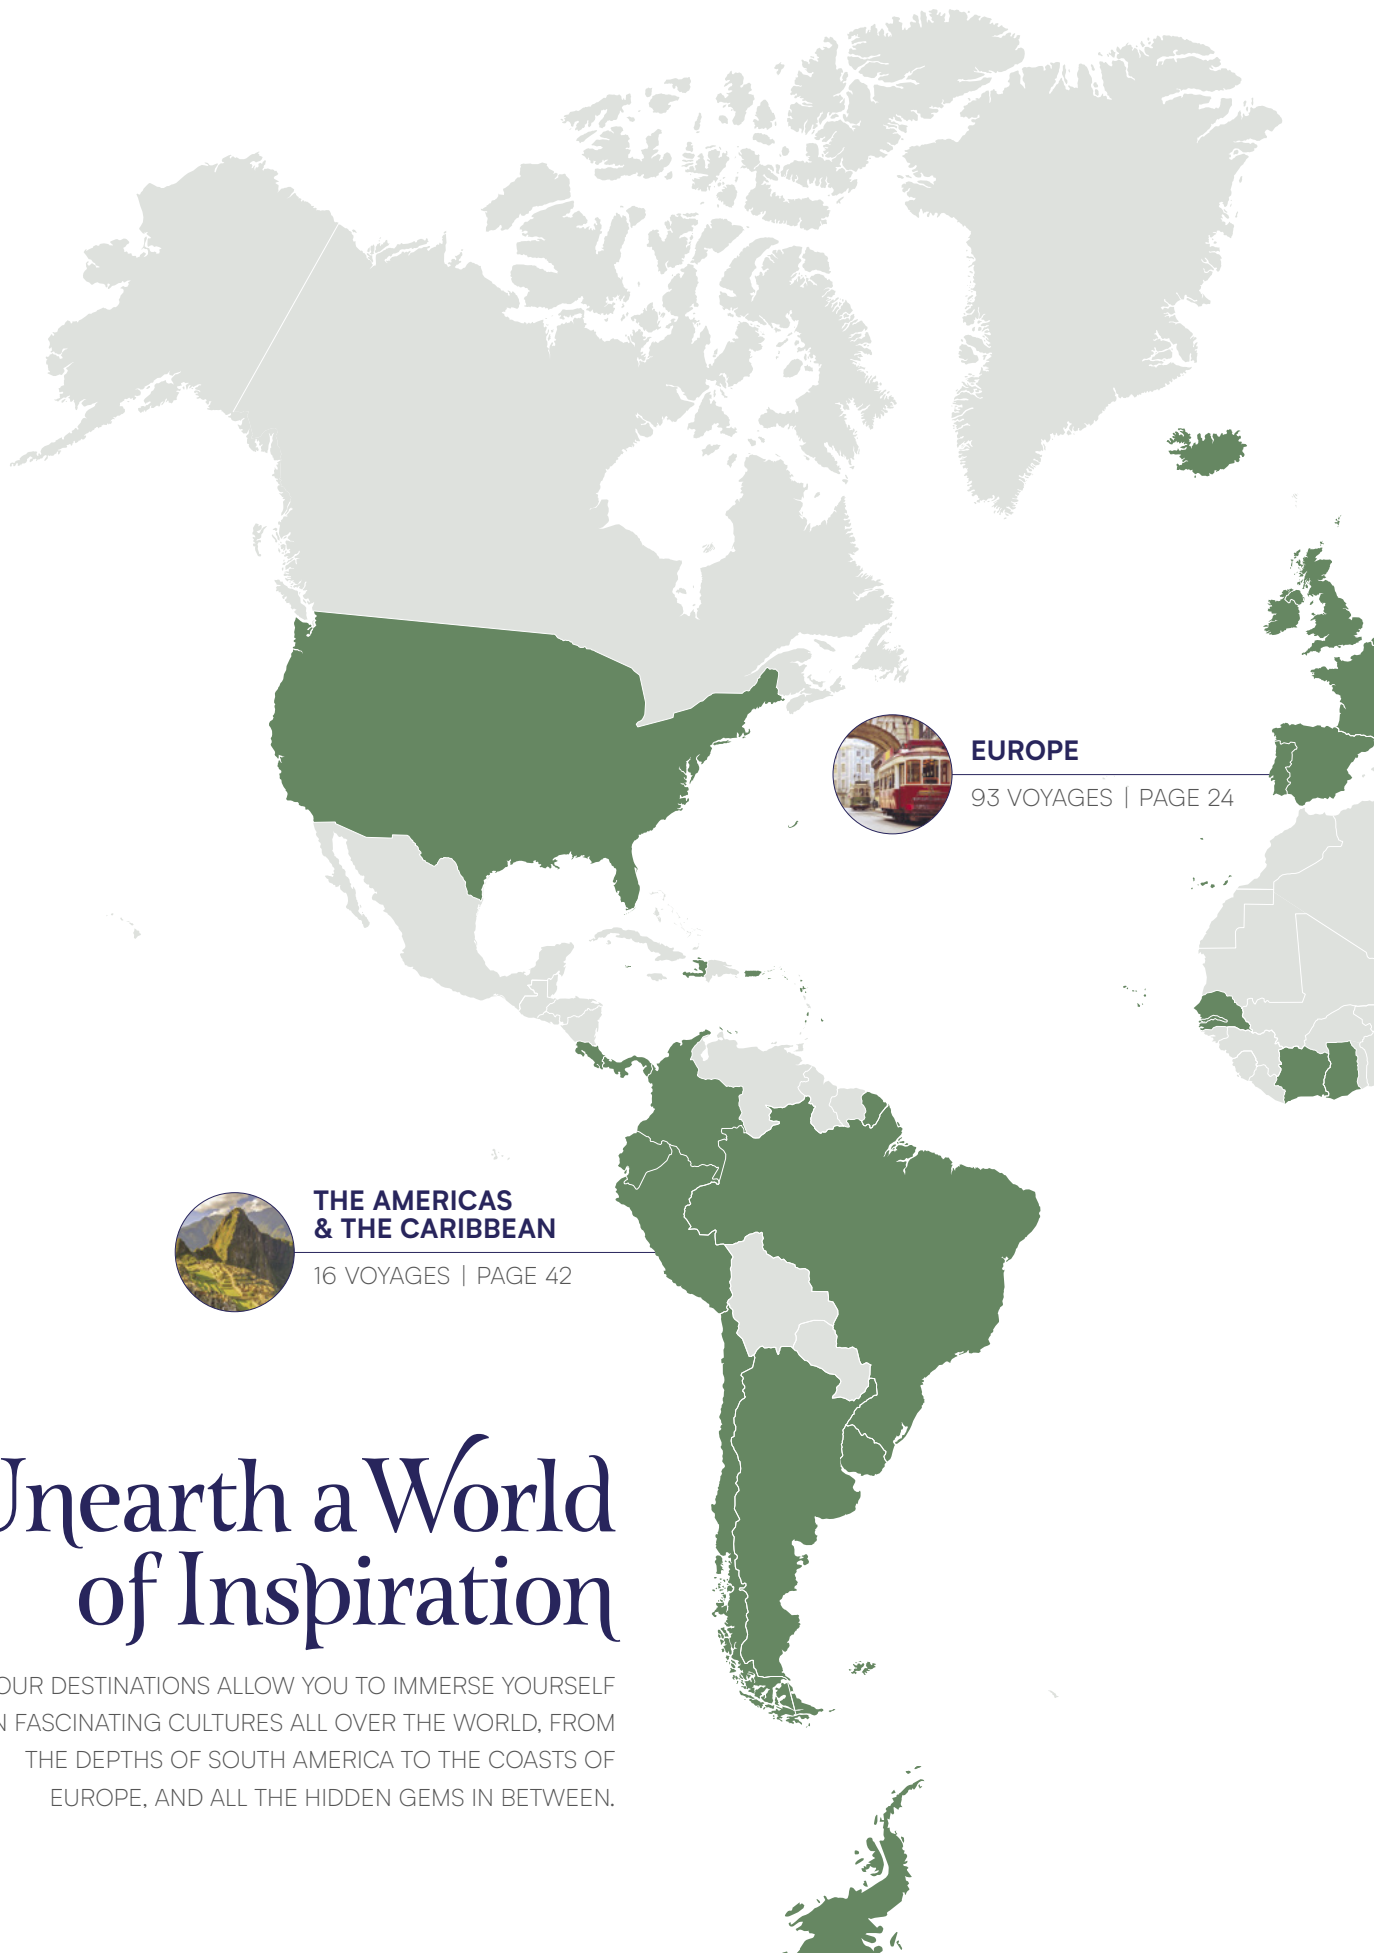 EUROPE
93 VOYAGES | PAGE 24
THE AMERICAS
& THE CARIBBEAN
16 VOYAGES | PAGE 42
Unearth a World
of Inspiration
OUR DESTINATIONS ALLOW YOU TO IMMERSE YOURSELF
FASCINATING CULTURES ALL OVER THE WORLD, FROM
THE DEPTHS OF SOUTH AMERICA TO THE COASTS OF
EUROPE, AND ALL THE HIDDEN GEMS IN BETWEEN.